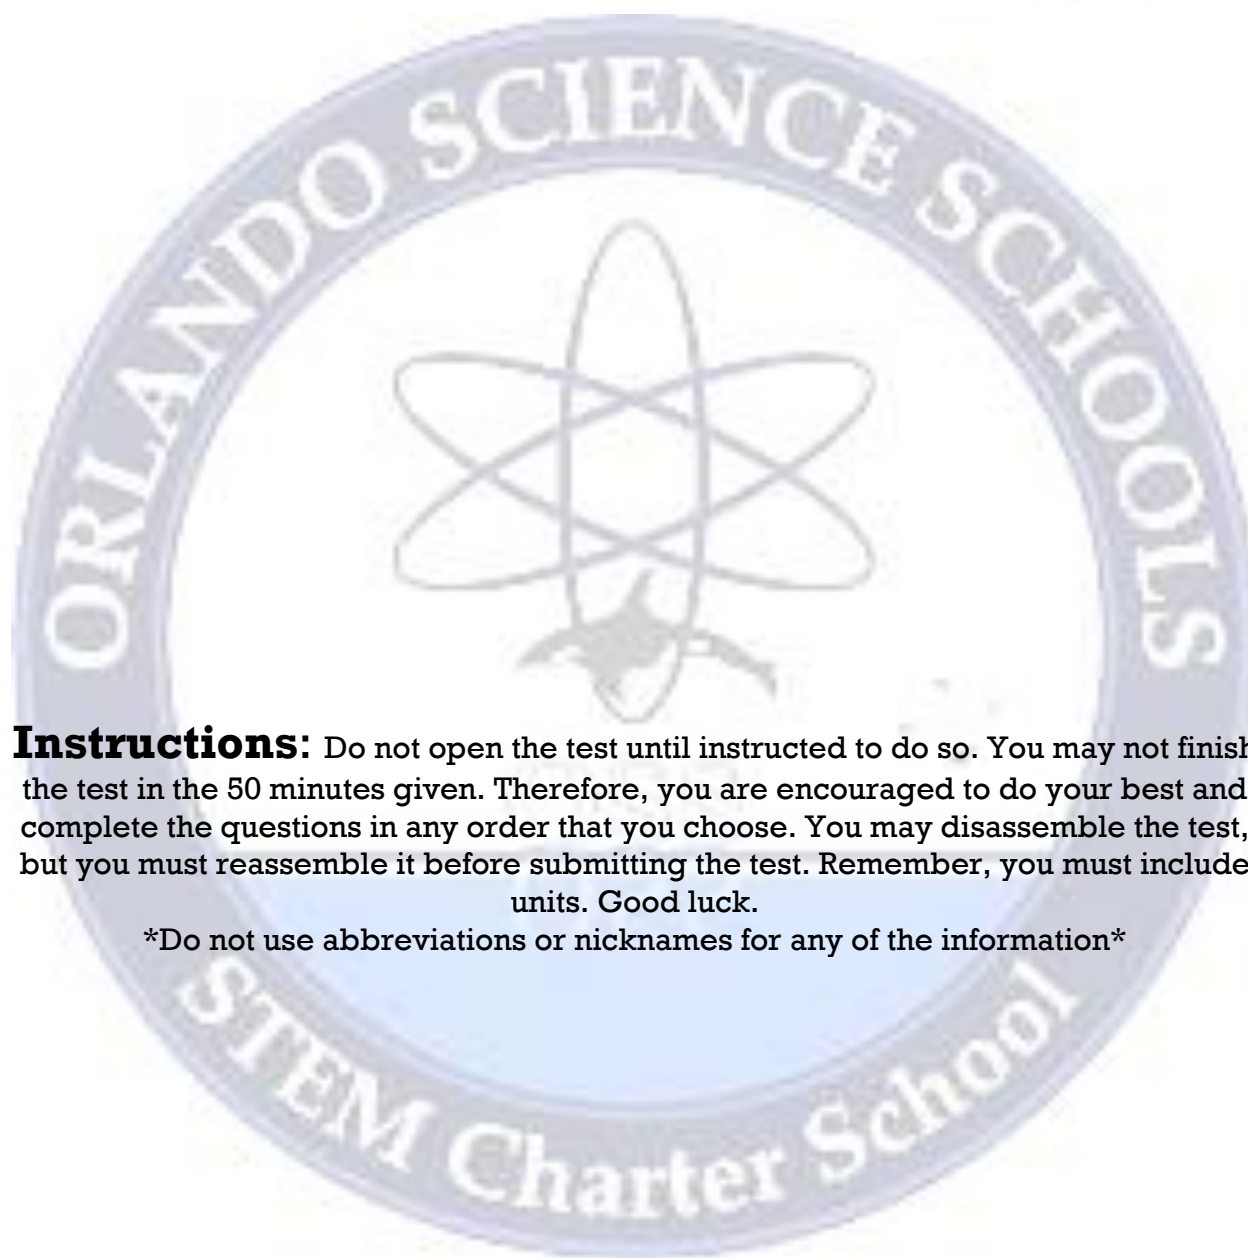 ORLANDO SCIENCE SCHOOLS
Instructions: Do not open the test until instructed to do so. You may not finish
the test in the 50 minutes given. Therefore, you are encouraged to do your best and
complete the questions in any order that you choose. You may disassemble the test,
but you must reassemble it before submitting the test. Remember, you must include
units. Good luck.
*Do not use abbreviations or nicknames for any of the information*
STEM Charter School